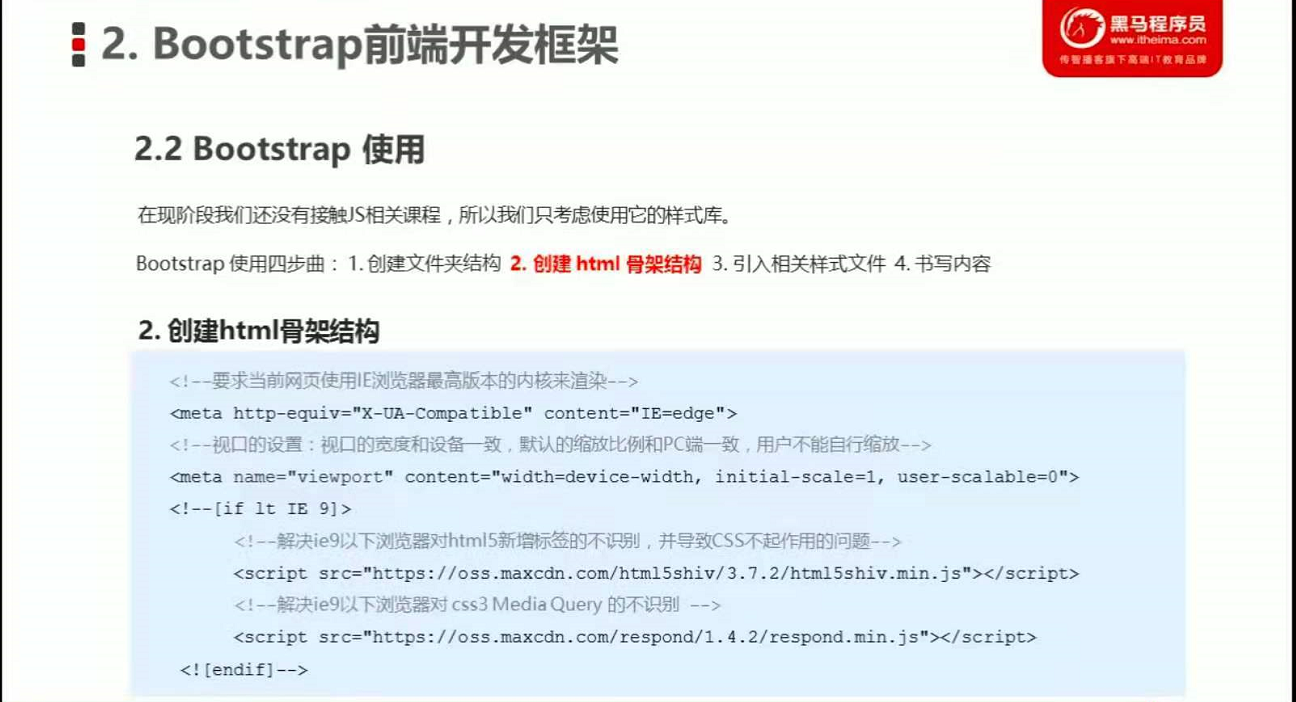 2. Bootstrap前端开发框架
黑马程序员
www.itheima.com
传智播客旗下高端IT教育品牌
2.2 Bootstrap 使用
在现阶段我们还没有接触JS相关课程，所以我们只考虑使用它的样式库。
Bootstrap 使用四步曲： 1. 创建文件夹结构 2. 创建 html 骨架结构 3. 引入相关样式文件 4. 书写内容
2. 创建html骨架结构
<!--要求当前网页使用IE浏览器最高版本的内核来渲染-->
<meta http-equiv="X-UA-Compatible" content="IE=edge">
<!--视口的设置：视口的宽度和设备一致，默认的缩放比例和PC端一致，用户不能自行缩放-->
<meta name="viewport" content="width=device-width, initial-scale=1, user-scalable=0">
<!--[if lt IE 9]>
<!--解决ie9以下浏览器对html5新增标签的不识别，并导致CSS不起作用的问题-->
<script src="https://oss.maxcdn.com/html5shiv/3.7.2/html5shiv.min.js"></script>
<!--解决ie9以下浏览器对 css3 Media Query 的不识别 -->
<script src="https://oss.maxcdn.com/respond/1.4.2/respond.min.js"></script>
<![endif]-->